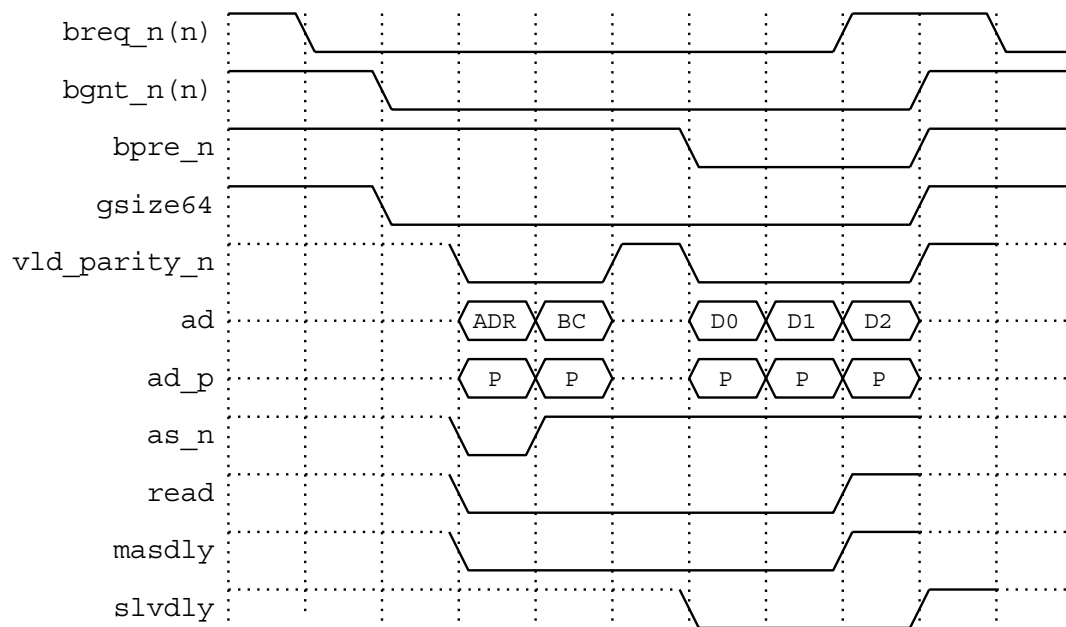 breq_n(n)
bgnt_n(n)
bpre_n
gsize64
vld_parity_n
ad ADR BC D0 D1 D2
ad_p P P P P P
as_n
read
masdly
slvdly